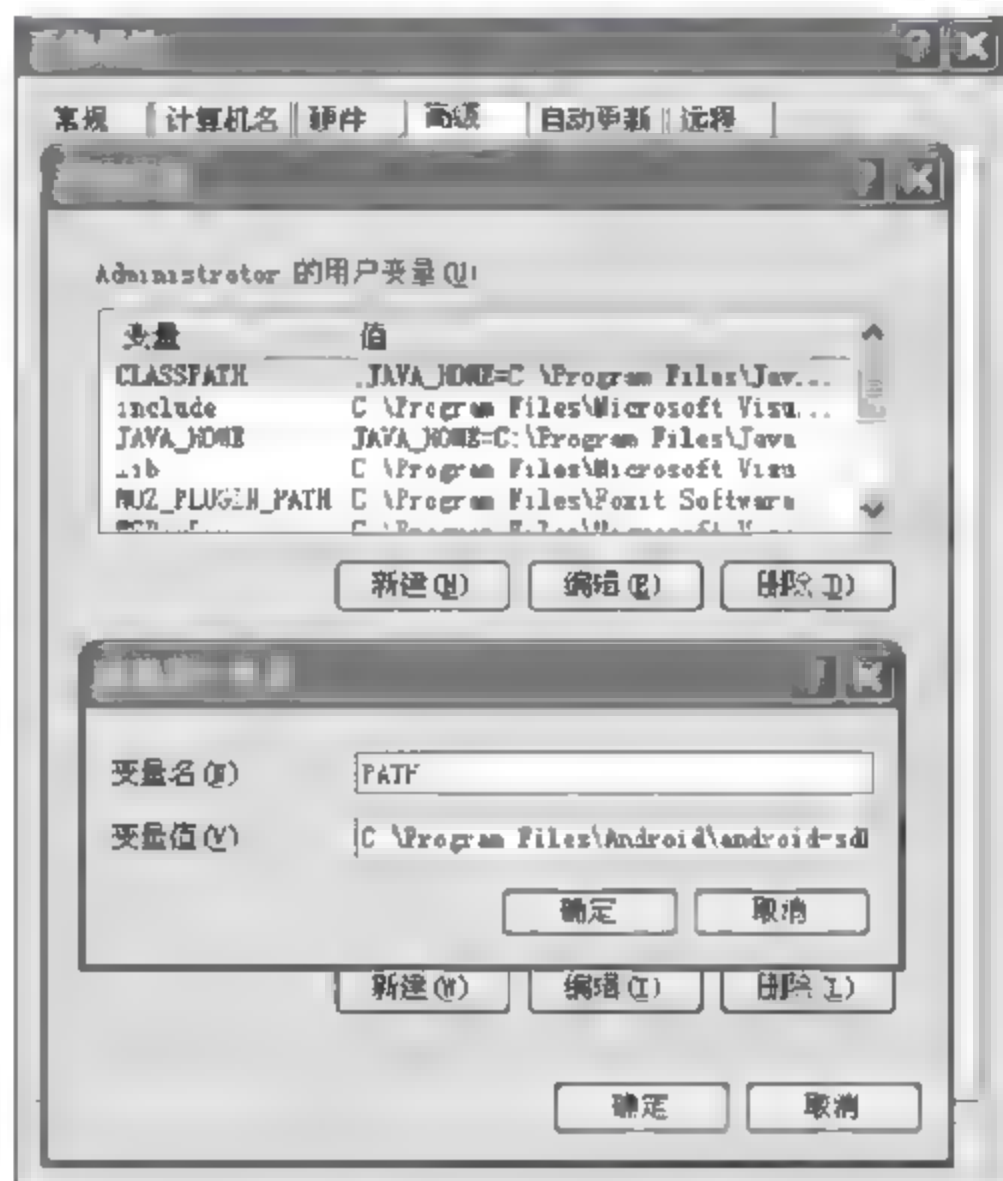 常规 计算机名 硬件 高级 自动更新 远程
Administrator 的用户变量(U)
变量 值
CLASSPATH .JAVA_HOME=C \Program Files\Jav...
include C \Program Files\Microsoft Visu...
JAVA_HOME JAVA_HOME=C:\Program Files\Java
lib C \Program Files\Microsoft Visu
MOZ_PLUGIN_PATH C \Program Files\Foxit Software
新建(N) 编辑(E) 删除(D)
变量名(N) PATH
变量值(V) C \Program Files\Android\android-sd
确定 取消
新建(W) 编辑(I) 删除(L)
确定 取消